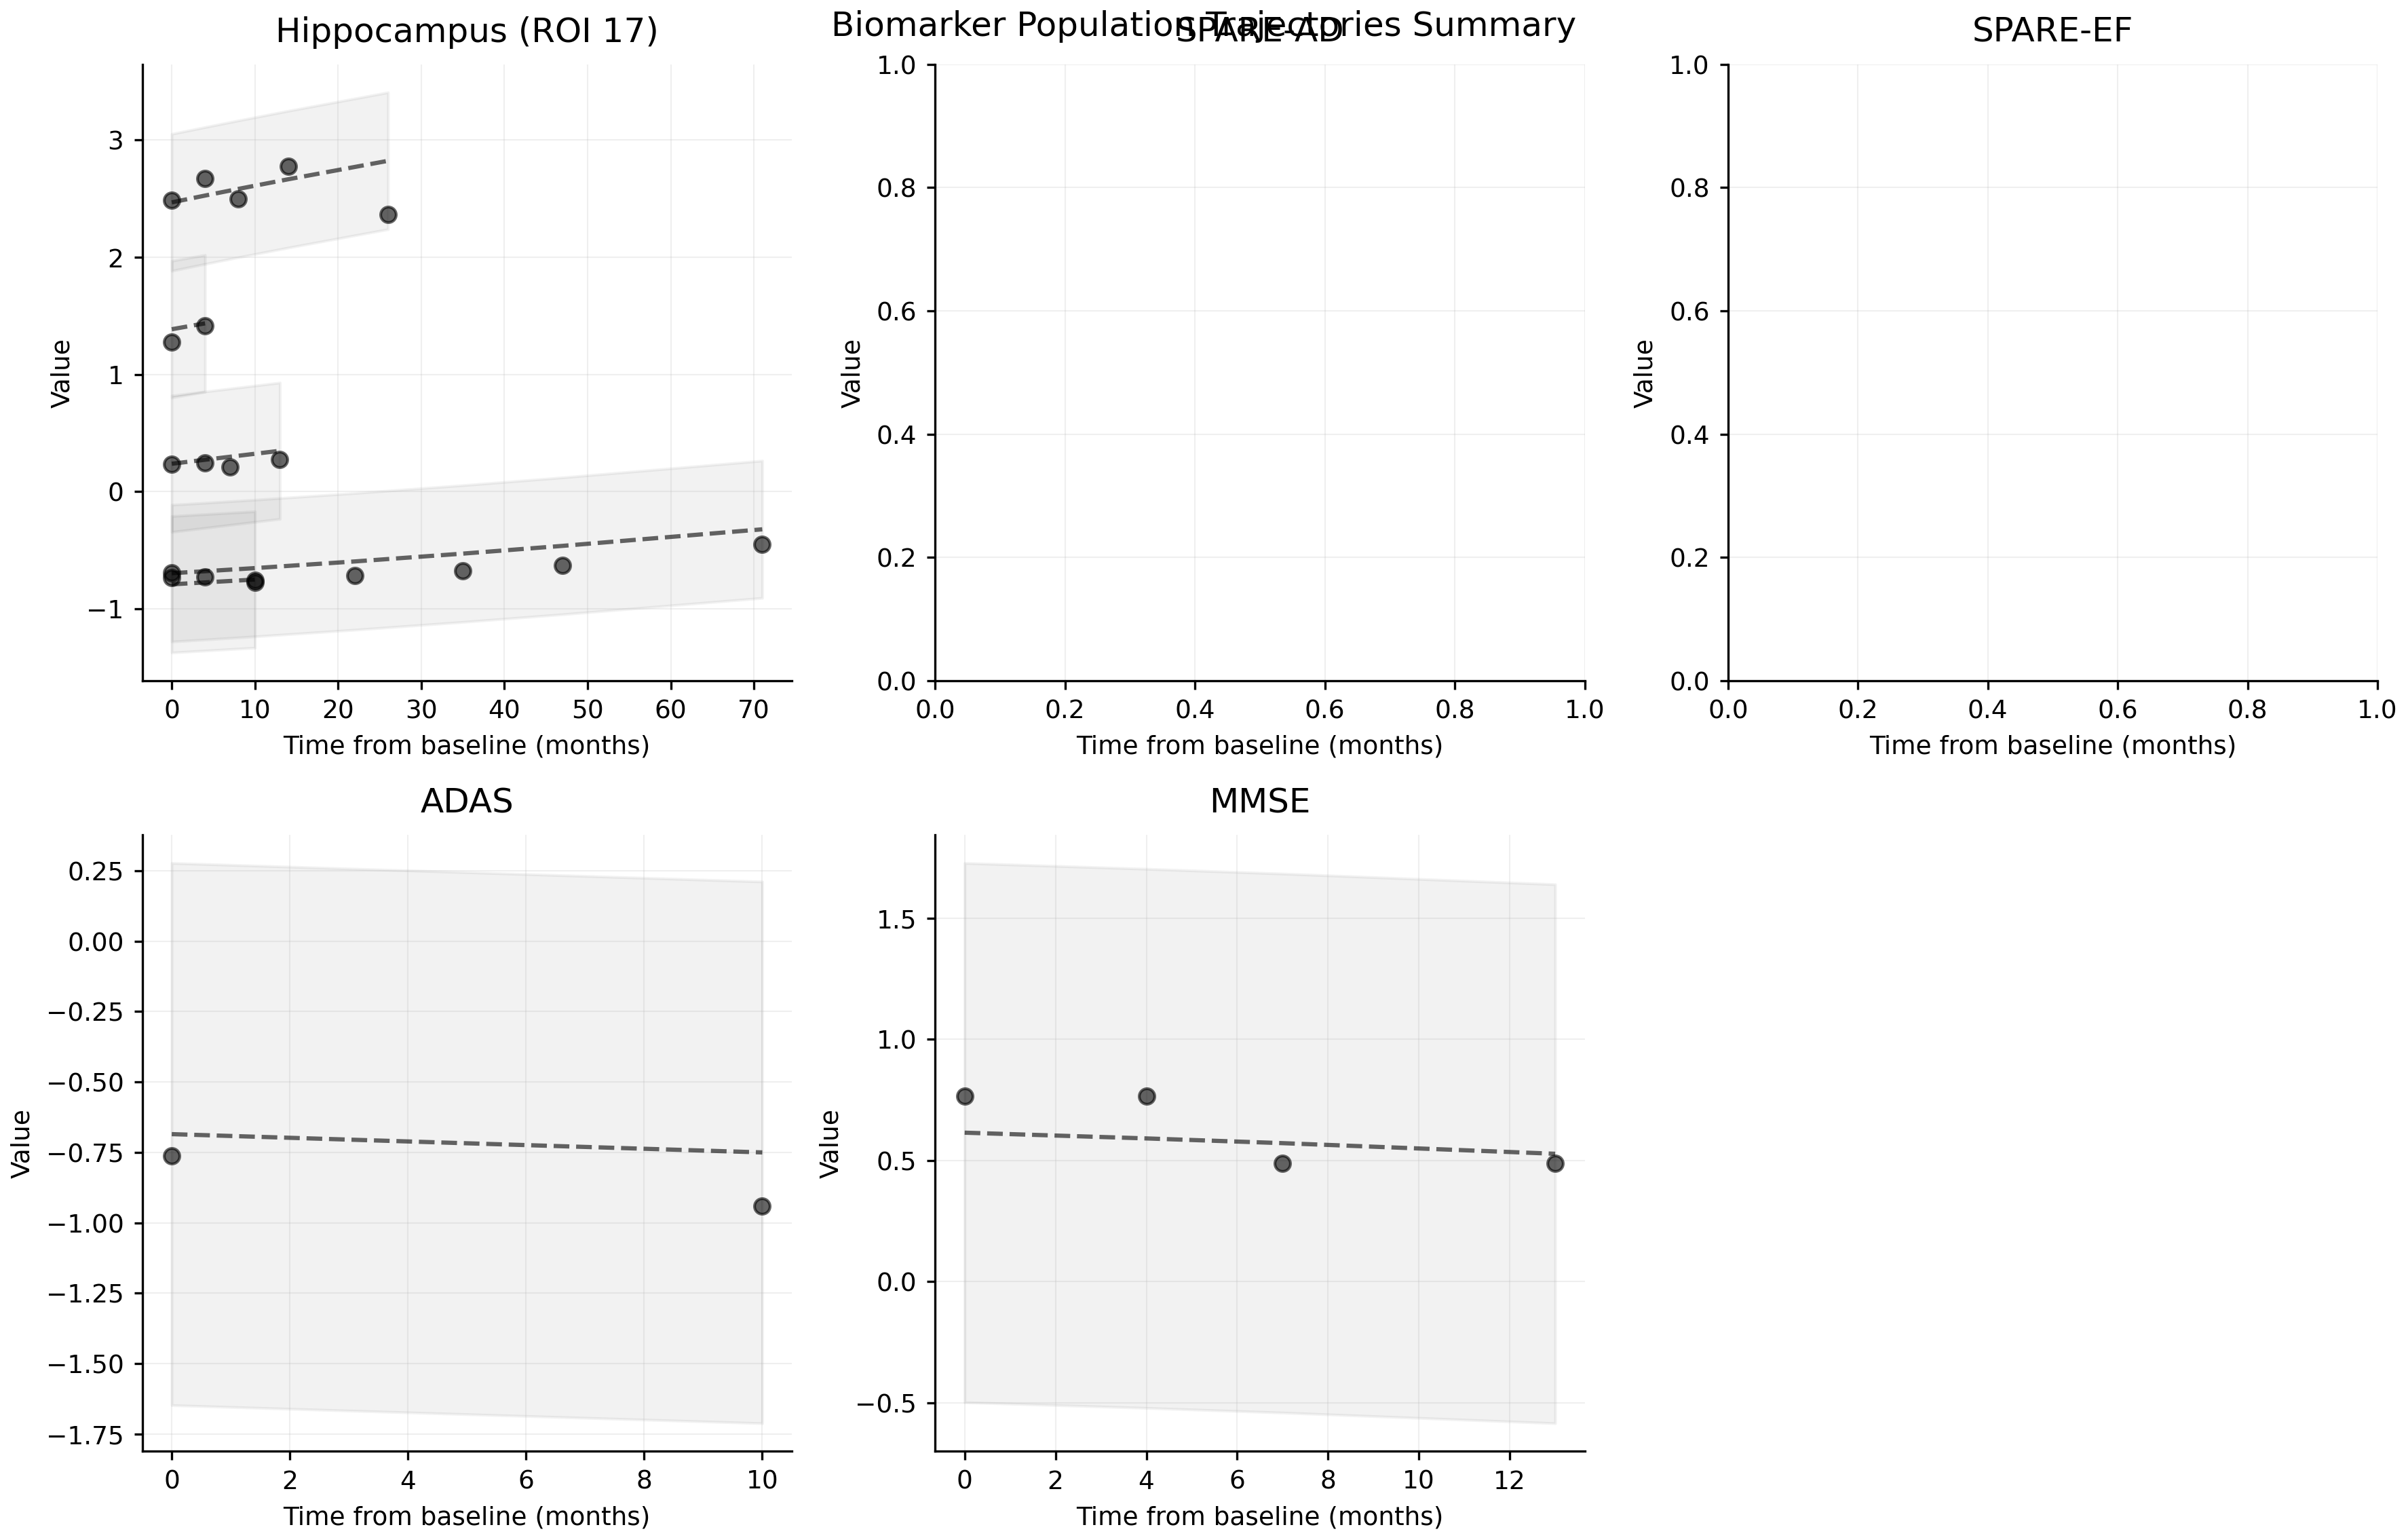 Biomarker Population Trajectories Summary
Hippocampus (ROI 17)
3
2
1
0
−1
Value
0 10 20 30 40 50 60 70
Time from baseline (months)
SPARE-AD
1.0
0.8
0.6
0.4
0.2
0.0
Value
0.0 0.2 0.4 0.6 0.8 1.0
Time from baseline (months)
SPARE-EF
1.0
0.8
0.6
0.4
0.2
0.0
Value
0.0 0.2 0.4 0.6 0.8 1.0
Time from baseline (months)
ADAS
0.25
0.00
−0.25
−0.50
−0.75
−1.00
−1.25
−1.50
−1.75
Value
0 2 4 6 8 10
Time from baseline (months)
MMSE
1.5
1.0
0.5
0.0
−0.5
Value
0 2 4 6 8 10 12
Time from baseline (months)